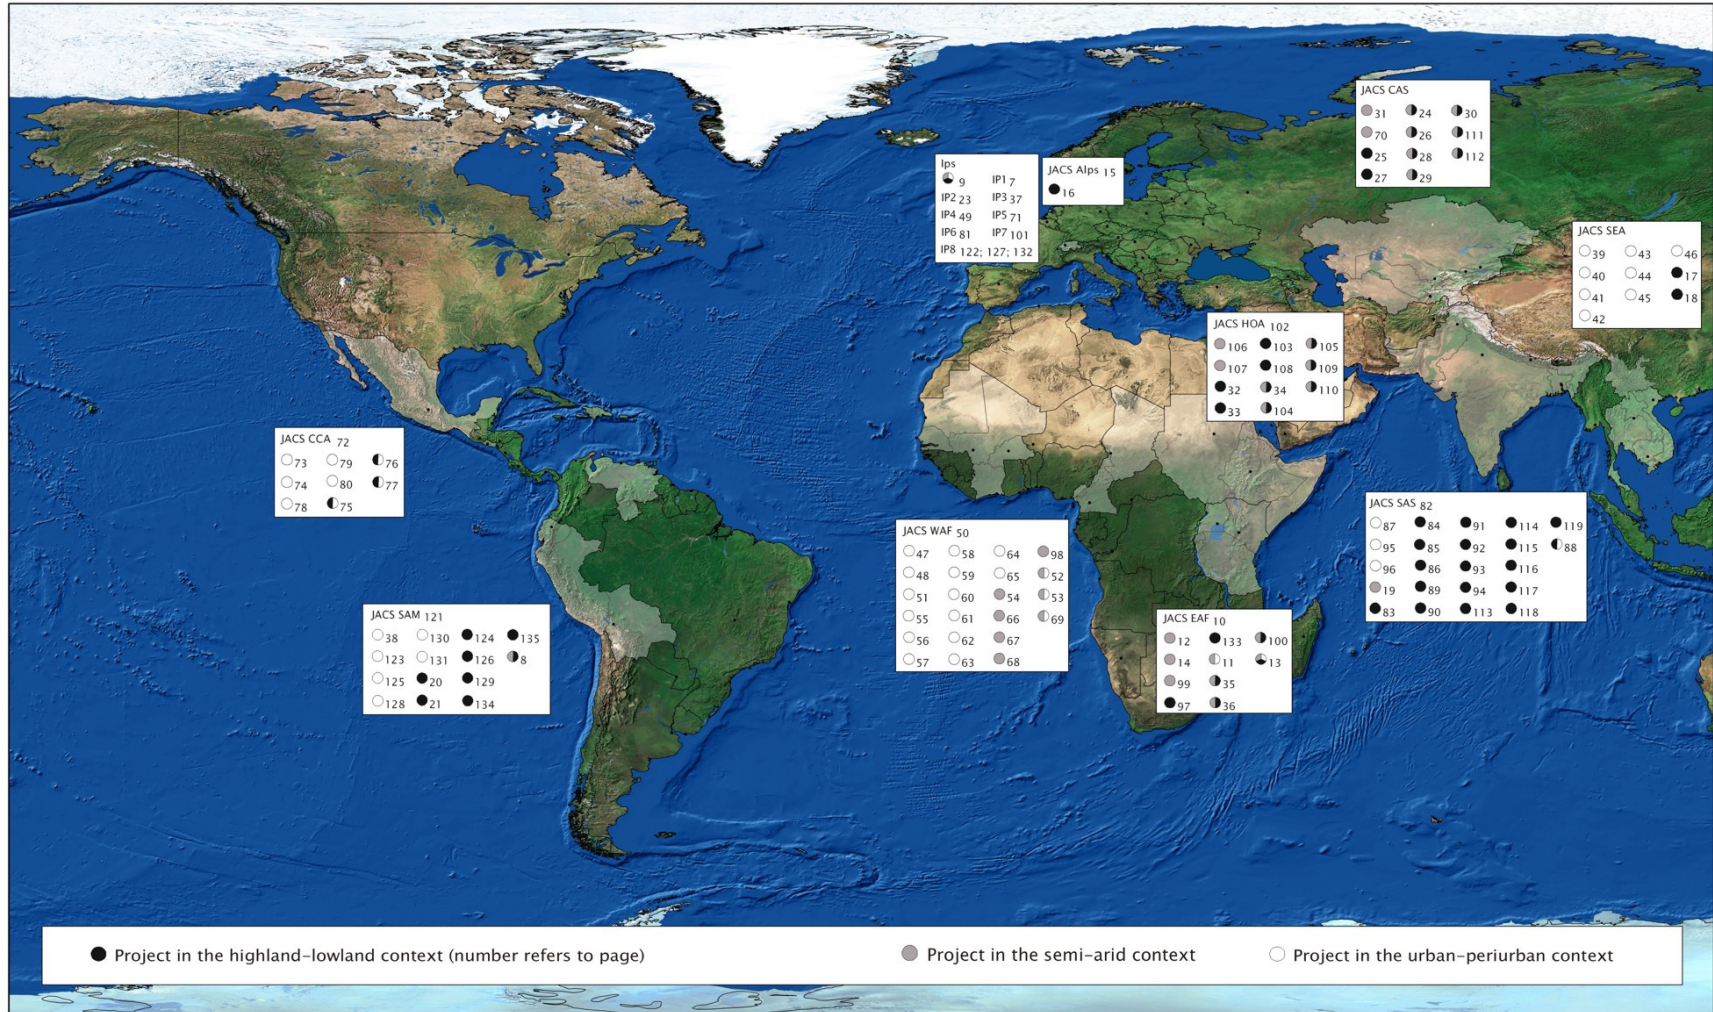 JACS CAS
31 24 30
70 26 111
25 28 112
27 29
Ips
9 IP1 7
IP2 23 IP3 37
IP4 49 IP5 71
IP6 81 IP7 101
IP8 122; 127; 132
JACS Alps 15
16
JACS SEA
39 43 46
40 44 17
41 45 18
42
JACS HOA 102
106 103 105
107 108 109
32 34 110
33 104
JACS CCA 72
73 79 76
74 80 77
78 75
JACS SAS 82
87 84 91 114 119
95 85 92 115 88
96 86 93 116
19 89 94 117
83 90 113 118
JACS WAF 50
47 58 64 98
48 59 65 52
51 60 54 53
55 61 66 69
56 62 67
57 63 68
JACS SAM 121
38 130 124 135
123 131 126 8
125 20 129
128 21 134
JACS EAF 10
12 133 100
14 11 13
99 35
97 36
Project in the highland-lowland context (number refers to page)
Project in the semi-arid context
Project in the urban-periurban context